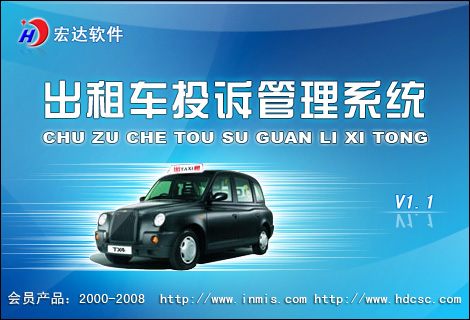 宏达软件
出租车投诉管理系统
CHU ZU CHE TOU SU GUAN LI XI TONG
TAXI
TX4
V1.1
会员产品：2000-2008 http://www.inmis.com http://www.hdcsc.com